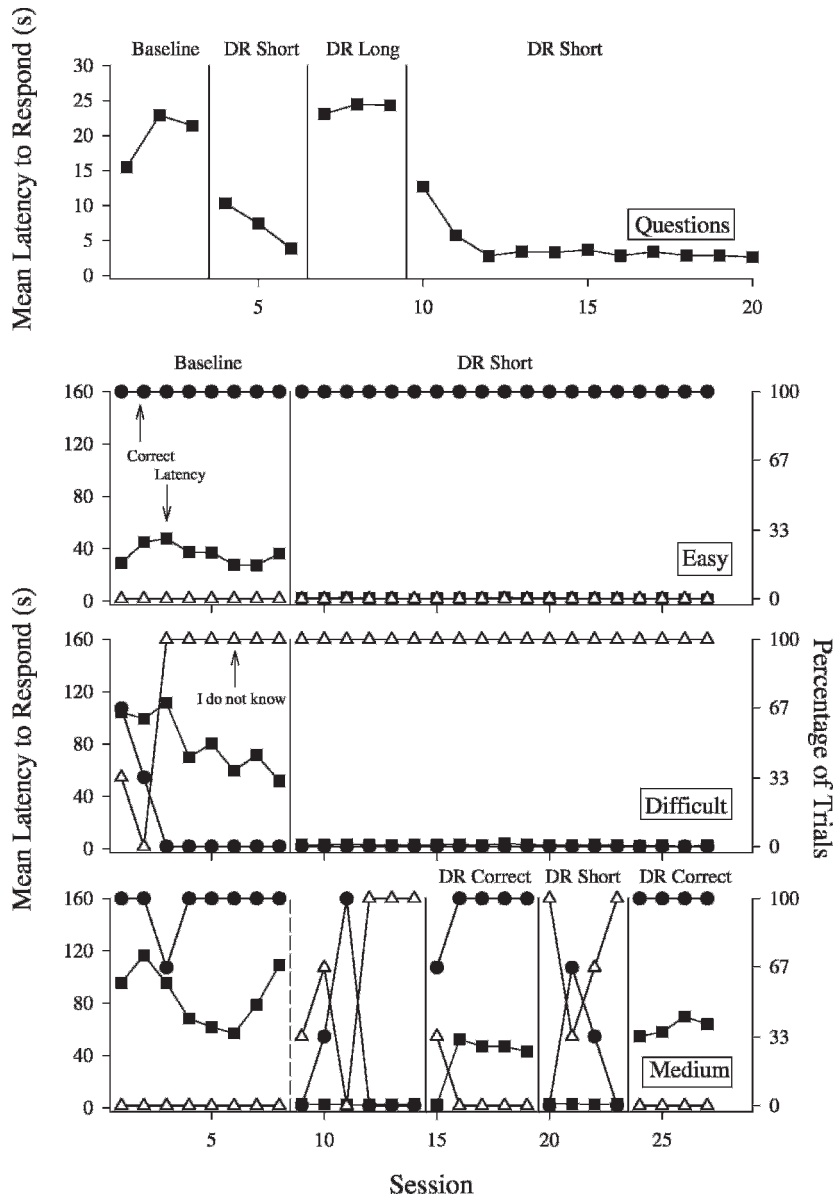 Mean Latency to Respond (s)
Baseline DR Short DR Long DR Short
30
25
20
15
10
5
0
Questions
5 10 15 20
Mean Latency to Respond (s)
Percentage of Trials
Baseline DR Short
160 100
120
80
40
0
67
33
0
Correct
Latency
Easy
160 100
120
80
40
0
67
33
0
I do not know
Difficult
DR Correct DR Short DR Correct
160 100
120
80
40
0
67
33
0
Medium
5 10 15 20 25
Session